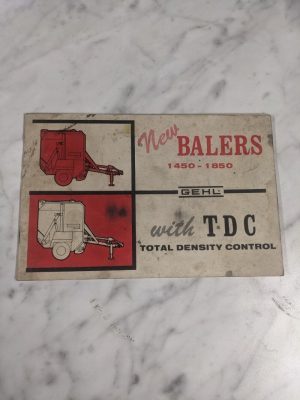 New BALERS
1450 - 1850
GEHL
with TDC
TOTAL DENSITY CONTROL